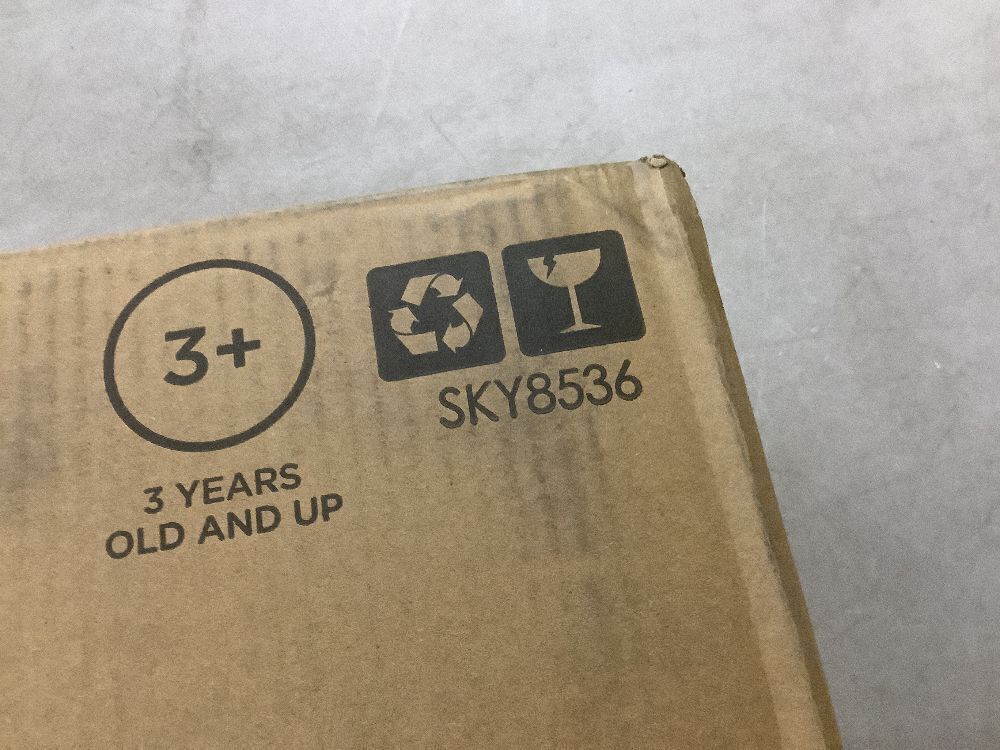 3+
3 YEARS
OLD AND UP
SKY8536